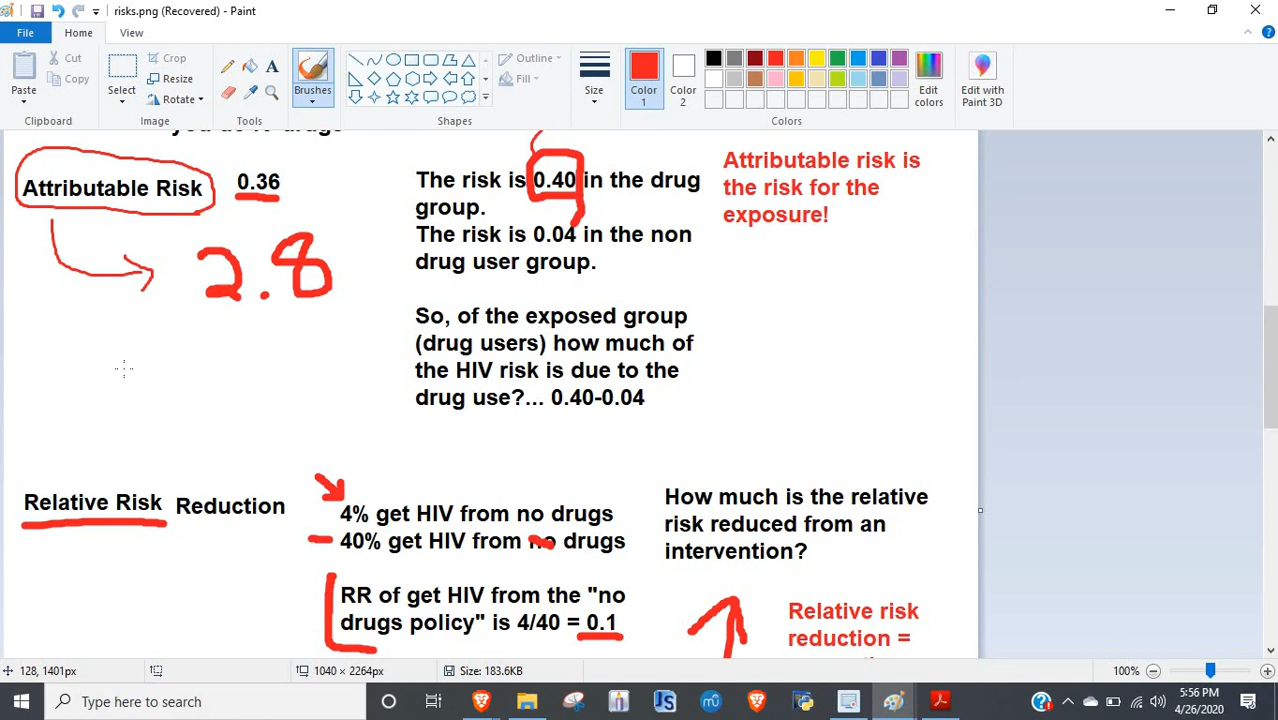 risks.png (Recovered) - Paint
File
Home
View
Paste
Cut
Copy
Clipboard
Select
Crop
Resize
Rotate
Image
A
Tools
Brushes
Outline
Fill
Shapes
Size
Color
1
Color
2
Edit
colors
Edit with
Paint 3D
Colors
Attributable Risk
0.36
2.8
The risk is 0.40 in the drug
group.
The risk is 0.04 in the non
drug user group.
So, of the exposed group
(drug users) how much of
the HIV risk is due to the
drug use?... 0.40-0.04
Attributable risk is
the risk for the
exposure!
Relative Risk Reduction
4% get HIV from no drugs
40% get HIV from no drugs
RR of get HIV from the "no
drugs policy" is 4/40 = 0.1
How much is the relative
risk reduced from an
intervention?
Relative risk
reduction =
128, 1401px
1040 × 2264px
Size: 183.6KB
100%
Type here to search
5:56 PM
4/26/2020